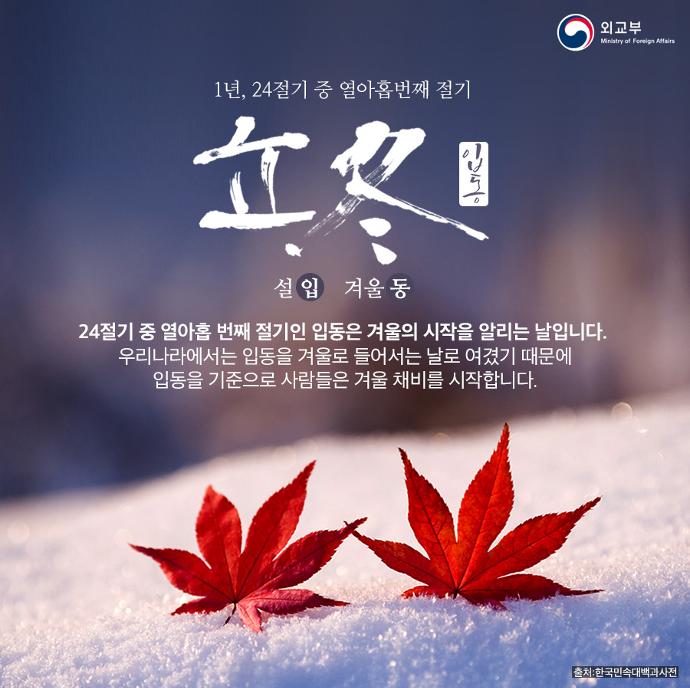 외교부
Ministry of Foreign Affairs
1년, 24절기 중 열아홉번째 절기
立冬
입동
설 입 겨울 동
24절기 중 열아홉 번째 절기인 입동은 겨울의 시작을 알리는 날입니다.
우리나라에서는 입동을 겨울로 들어서는 날로 여겼기 때문에
입동을 기준으로 사람들은 겨울 채비를 시작합니다.
출처:한국민속대백과사전